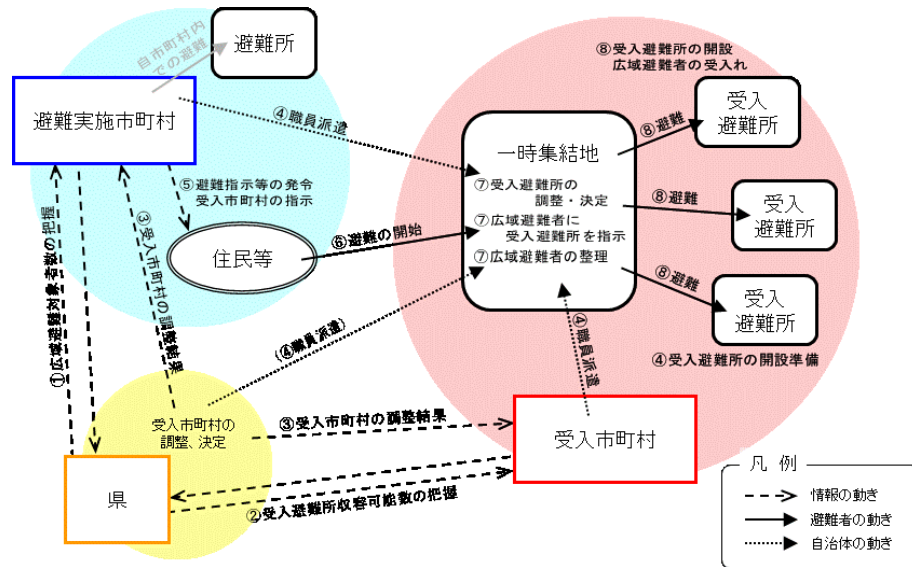 自市町村内
での避難
避難所
避難実施市町村
④職員派遣
⑤避難指示等の発令
受入市町村の指示
住民等
⑥避難の開始
①広域避難対象者数の把握
③受入市町村の調整結果
(④職員派遣)
受入市町村の
調整、決定
県
③受入市町村の調整結果
②受入避難所収容可能数の把握
⑧受入避難所の開設
広域避難者の受入れ
一時集結地
⑦受入避難所の
調整・決定
⑦広域避難者に
受入避難所を指示
⑦広域避難者の整理
⑧避難
受入
避難所
⑧避難
受入
避難所
⑧避難
受入
避難所
④受入避難所の開設準備
④職員派遣
受入市町村
凡 例
情報の動き
避難者の動き
自治体の動き